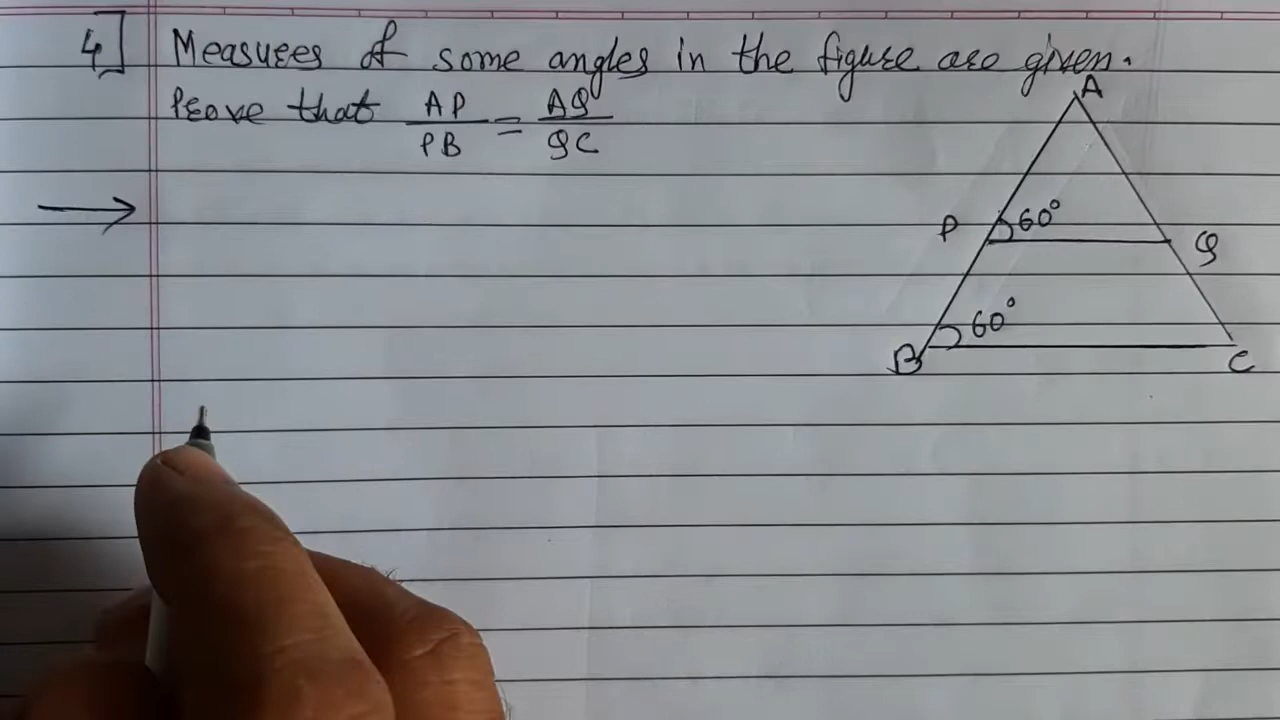 4] Measures of some angles in the figure are given.
Prove that AP/PB = AQ/QC
A
P 60° Q
60°
B C